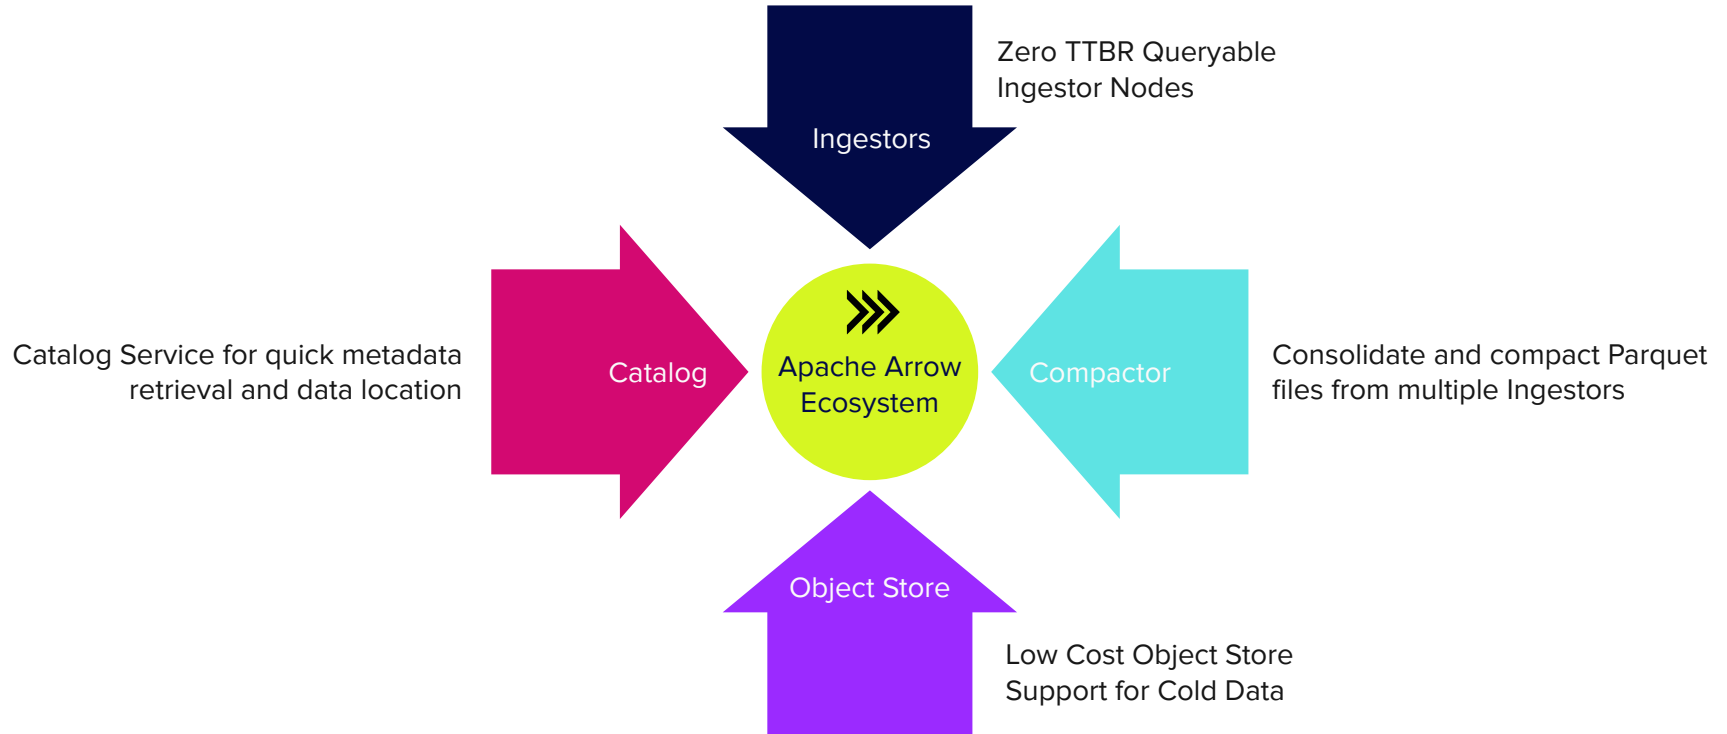 Zero TTBR Queryable
Ingestor Nodes
Ingestors
Catalog Service for quick metadata
retrieval and data location
Catalog
Apache Arrow
Ecosystem
Compactor
Consolidate and compact Parquet
files from multiple Ingestors
Object Store
Low Cost Object Store
Support for Cold Data